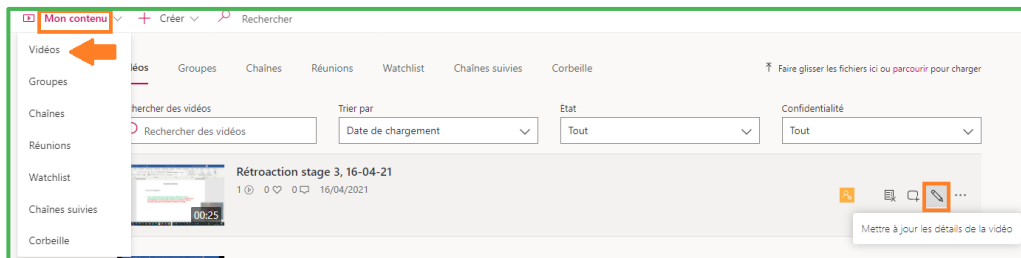 Mon contenu
Créer
Rechercher
Vidéos
Groupes
Chaînes
Réunions
Watchlist
Chaînes suivies
Corbeille
Groupes
Chaînes
Réunions
Watchlist
Chaînes suivies
Corbeille
Faire glisser les fichiers ici ou parcourir pour charger
des vidéos
Trier par
État
Confidentialité
Rechercher des vidéos
Date de chargement
Tout
Tout
Rétroaction stage 3, 16-04-21
1 0 0 16/04/2021
00:25
Mettre à jour les détails de la vidéo